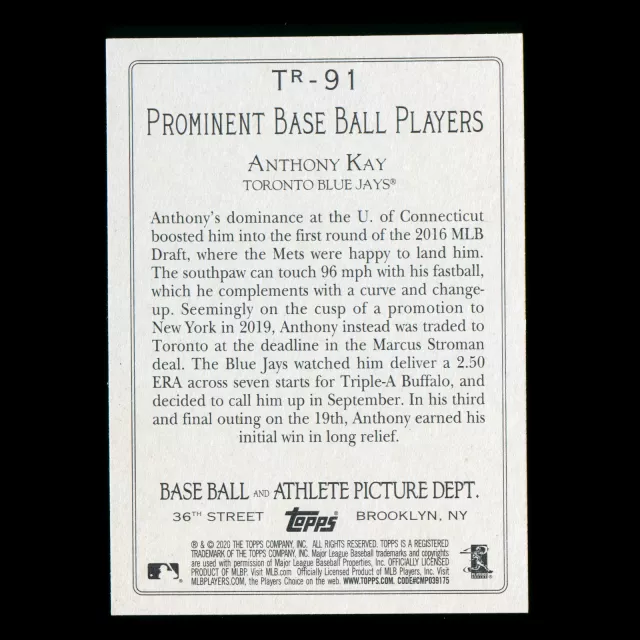 TR-91
PROMINENT BASE BALL PLAYERS
ANTHONY KAY
TORONTO BLUE JAYS®
Anthony's dominance at the U. of Connecticut
boosted him into the first round of the 2016 MLB
Draft, where the Mets were happy to land him.
The southpaw can touch 96 mph with his fastball,
which he complements with a curve and change-
up. Seemingly on the cusp of a promotion to
New York in 2019, Anthony instead was traded to
Toronto at the deadline in the Marcus Stroman
deal. The Blue Jays watched him deliver a 2.50
ERA across seven starts for Triple-A Buffalo, and
decided to call him up in September. In his third
and final outing on the 19th, Anthony earned his
initial win in long relief.
BASE BALL AND ATHLETE PICTURE DEPT.
36TH STREET Topps BROOKLYN, NY
® & © 2020 THE TOPPS COMPANY, INC. ALL RIGHTS RESERVED. TOPPS IS A REGISTERED
TRADEMARK OF THE TOPPS COMPANY, INC. Major League Baseball trademarks and copyrights
are used with permission of Major League Baseball Properties, Inc. OFFICIALLY LICENSED
PRODUCT OF MLBP. Visit MLB.com Officially Licensed Product of MLB Players, Inc. Visit
MLBPLAYERS.COM, the Players Choice on the web. WWW.TOPPS.COM. CODE#CMP039175